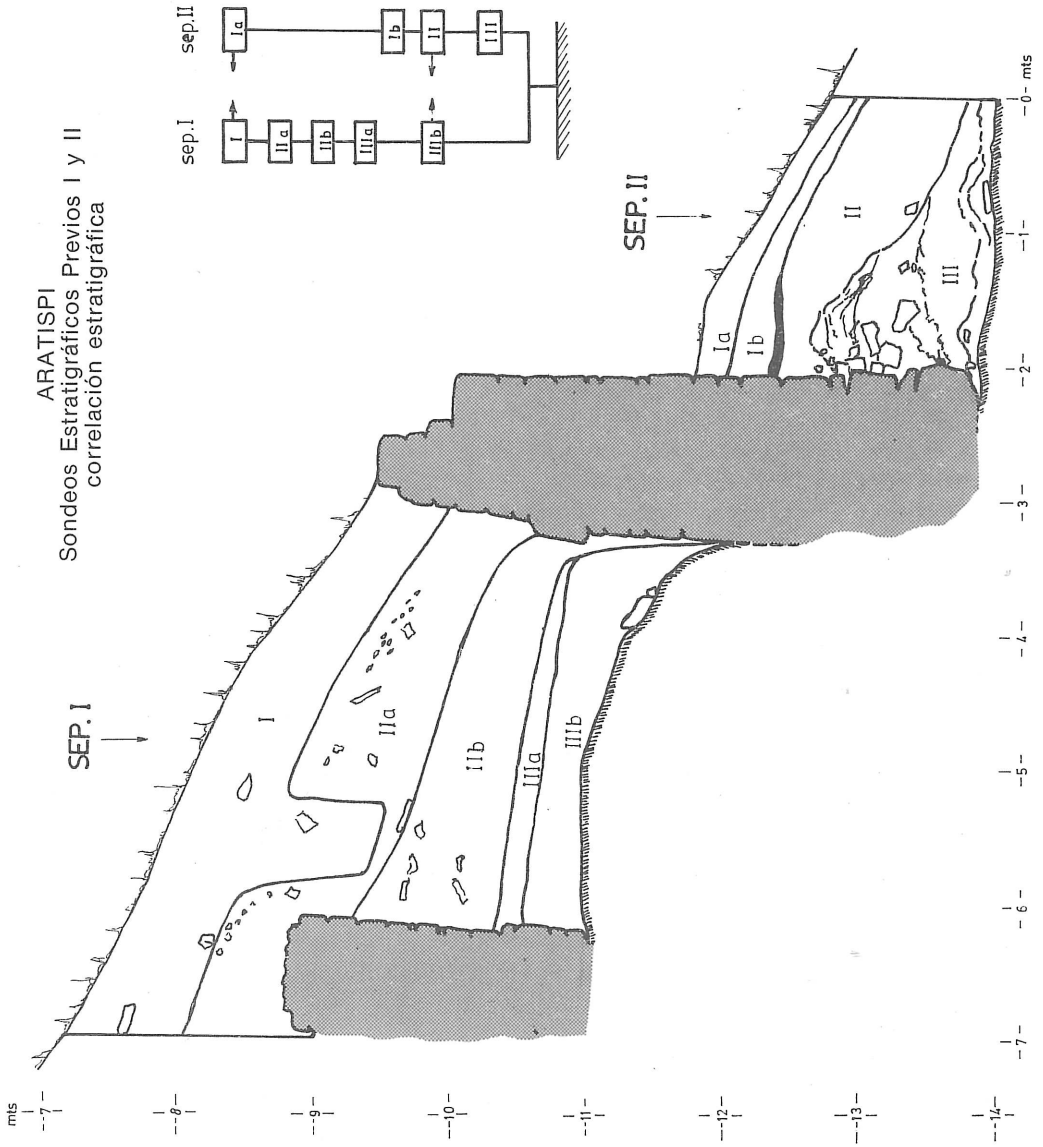 ARATISPI
Sondeos Estratigráficos Previos I y II
correlación estratigráfica
sep.I
sep.II
I
IIa
IIb
IIIa
IIIb
Ia
Ib
II
III
SEP. I
I
IIa
IIb
IIIa
IIIb
SEP. II
Ia
Ib
II
III
mts
-7-
-8-
-9-
-10-
-11-
-12-
-13-
-14-
-7-
-6-
-5-
-4-
-3-
-2-
-1-
-0- mts